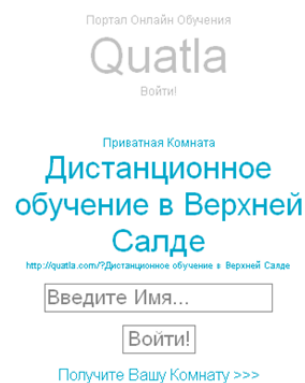 Портал Онлайн Обучения
Quatla
Войти!
Приватная Комната
Дистанционное
обучение в Верхней
Салде
http://quatla.com/?Дистанционное обучение в Верхней Салде
Введите Имя...
Войти!
Получите Вашу Комнату >>>